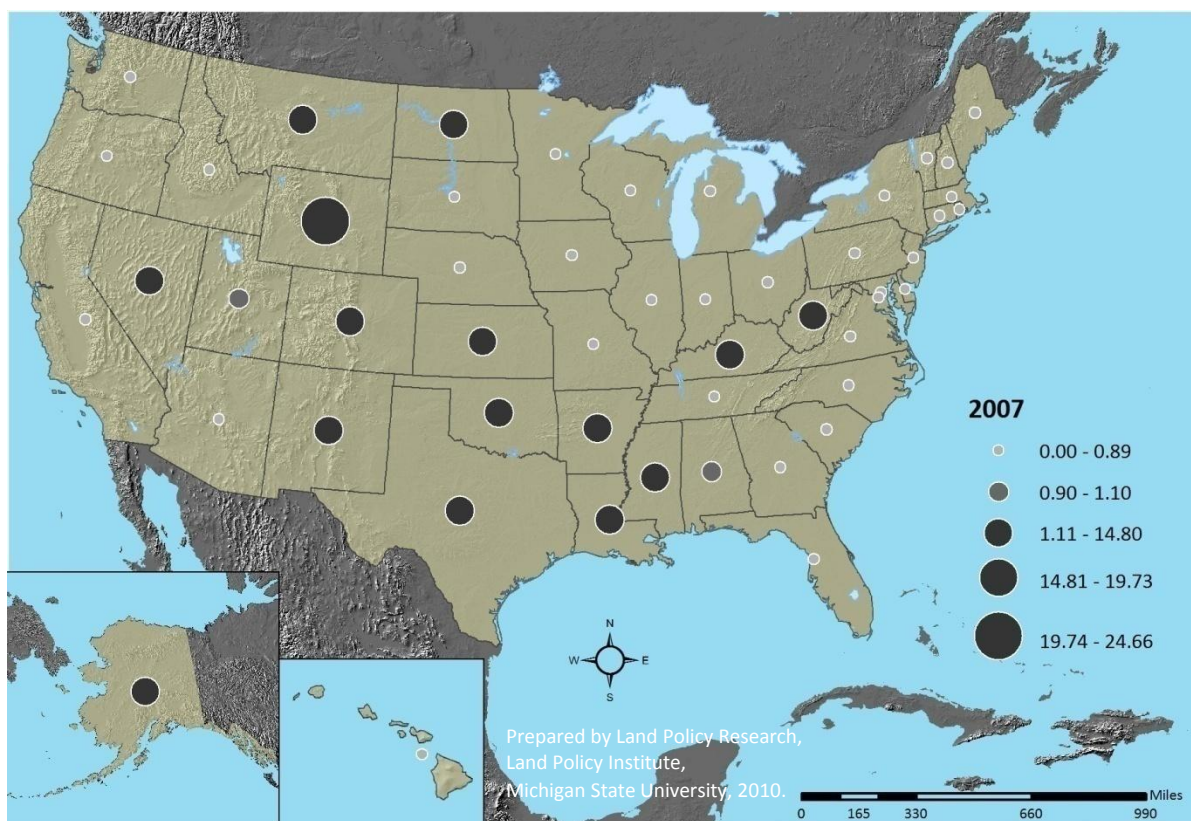 2007
0.00 - 0.89
0.90 - 1.10
1.11 - 14.80
14.81 - 19.73
19.74 - 24.66
N
W E
S
Prepared by Land Policy Research,
Land Policy Institute,
Michigan State University, 2010.
Miles
0 165 330 660 990